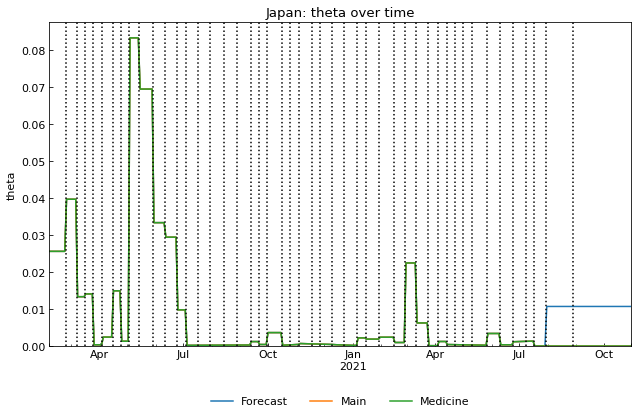 Japan: theta over time
theta
0.08
0.07
0.06
0.05
0.04
0.03
0.02
0.01
0.00
Apr Jul Oct Jan Apr Jul Oct
2021
Forecast Main Medicine